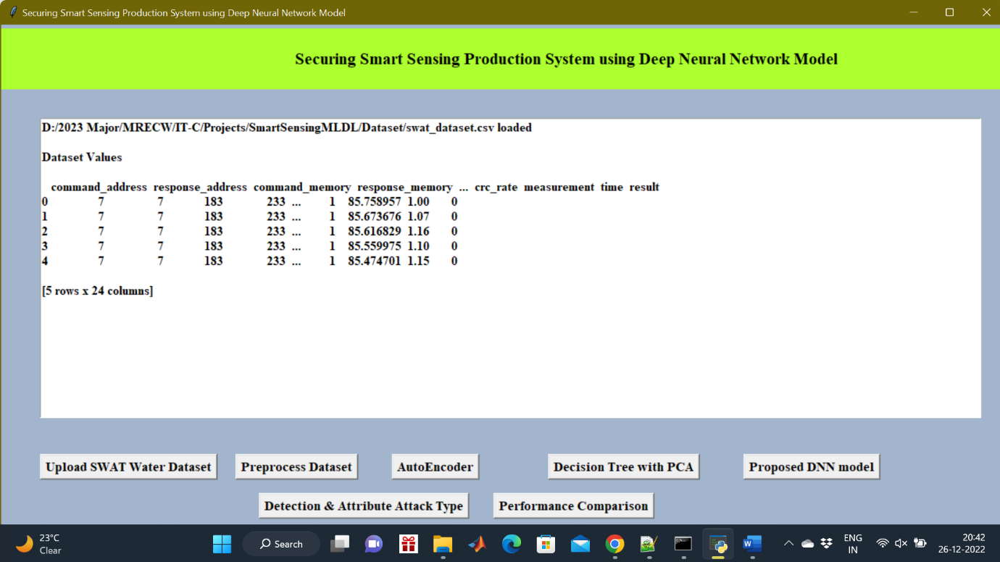 Securing Smart Sensing Production System using Deep Neural Network Model
Securing Smart Sensing Production System using Deep Neural Network Model
D:/2023 Major/MRECW/IT-C/Projects/SmartSensingMLDL/Dataset/swat_dataset.csv loaded
Dataset Values
command_address response_address command_memory response_memory ... crc_rate measurement time result
0 7 7 183 233 ... 1 85.758957 1.00 0
1 7 7 183 233 ... 1 85.673676 1.07 0
2 7 7 183 233 ... 1 85.616829 1.16 0
3 7 7 183 233 ... 1 85.559975 1.10 0
4 7 7 183 233 ... 1 85.474701 1.15 0
[5 rows x 24 columns]
Upload SWAT Water Dataset Preprocess Dataset AutoEncoder Decision Tree with PCA Proposed DNN model
Detection & Attribute Attack Type Performance Comparison
23°C
Clear
Search
ENG
IN
20:42
26-12-2022